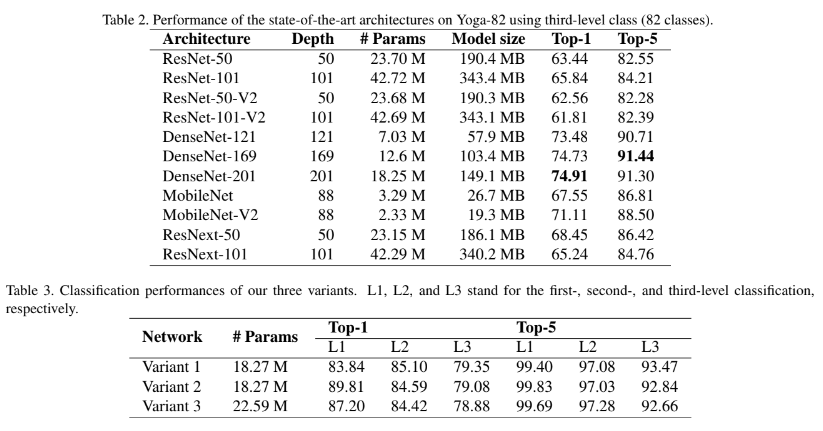 Table 2. Performance of the state-of-the-art architectures on Yoga-82 using third-level class (82 classes).
Architecture Depth # Params Model size Top-1 Top-5
ResNet-50 50 23.70 M 190.4 MB 63.44 82.55
ResNet-101 101 42.72 M 343.4 MB 65.84 84.21
ResNet-50-V2 50 23.68 M 190.3 MB 62.56 82.28
ResNet-101-V2 101 42.69 M 343.1 MB 61.81 82.39
DenseNet-121 121 7.03 M 57.9 MB 73.48 90.71
DenseNet-169 169 12.6 M 103.4 MB 74.73 91.44
DenseNet-201 201 18.25 M 149.1 MB 74.91 91.30
MobileNet 88 3.29 M 26.7 MB 67.55 86.81
MobileNet-V2 88 2.33 M 19.3 MB 71.11 88.50
ResNext-50 50 23.15 M 186.1 MB 68.45 86.42
ResNext-101 101 42.29 M 340.2 MB 65.24 84.76
Table 3. Classification performances of our three variants. L1, L2, and L3 stand for the first-, second-, and third-level classification,
respectively.
Network # Params Top-1 Top-5
L1 L2 L3 L1 L2 L3
Variant 1 18.27 M 83.84 85.10 79.35 99.40 97.08 93.47
Variant 2 18.27 M 89.81 84.59 79.08 99.83 97.03 92.84
Variant 3 22.59 M 87.20 84.42 78.88 99.69 97.28 92.66